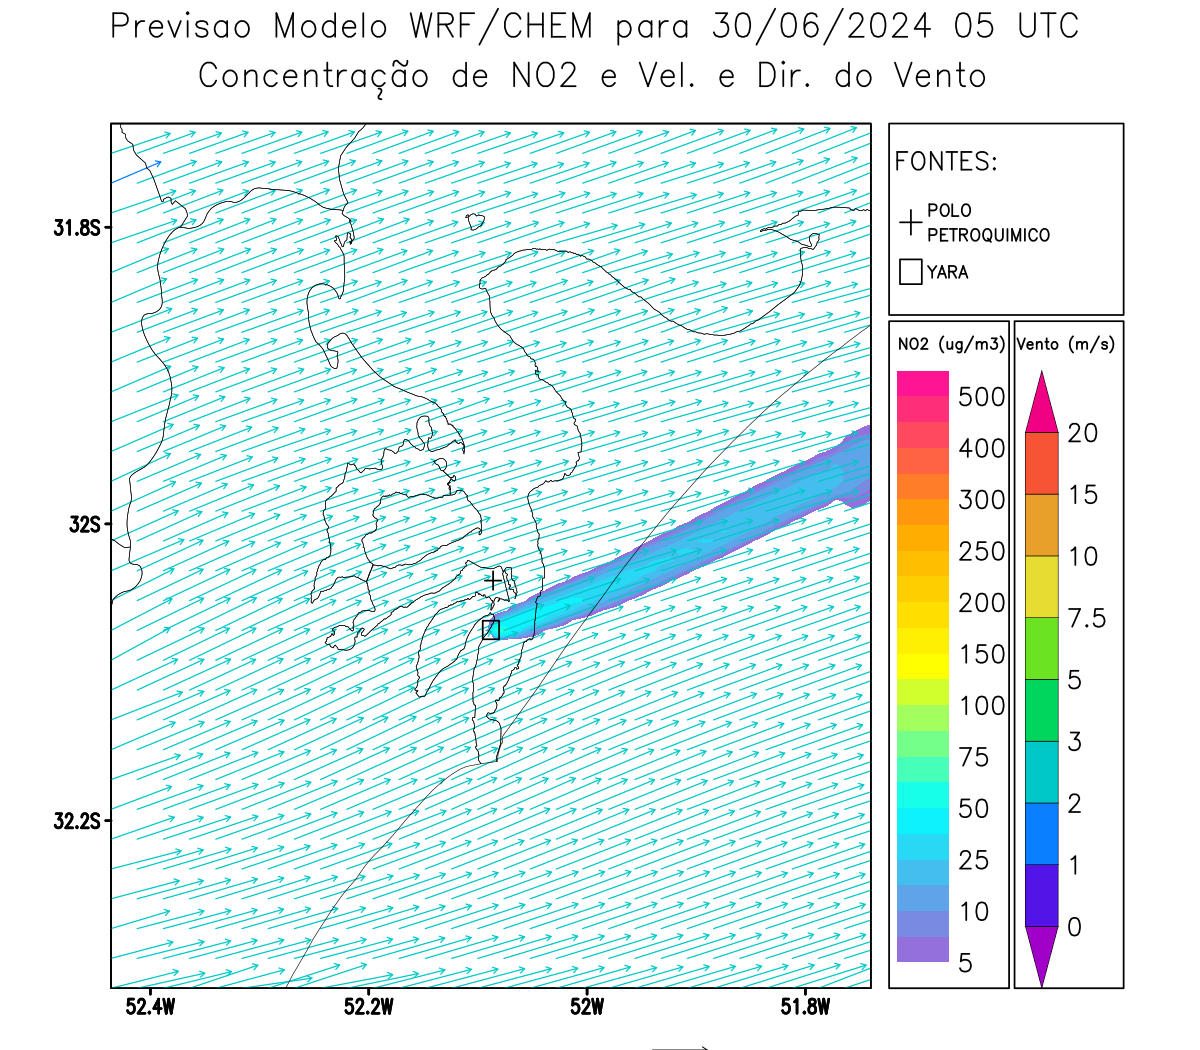 Previsao Modelo WRF/CHEM para 30/06/2024 05 UTC
Concentração de NO2 e Vel. e Dir. do Vento
FONTES:
POLO
PETROQUIMICO
YARA
31.8S
32S
32.2S
52.4W
52.2W
52W
51.8W
NO2 (ug/m3)
500
400
300
250
200
150
100
75
50
25
10
5
Vento (m/s)
20
15
10
7.5
5
3
2
1
0